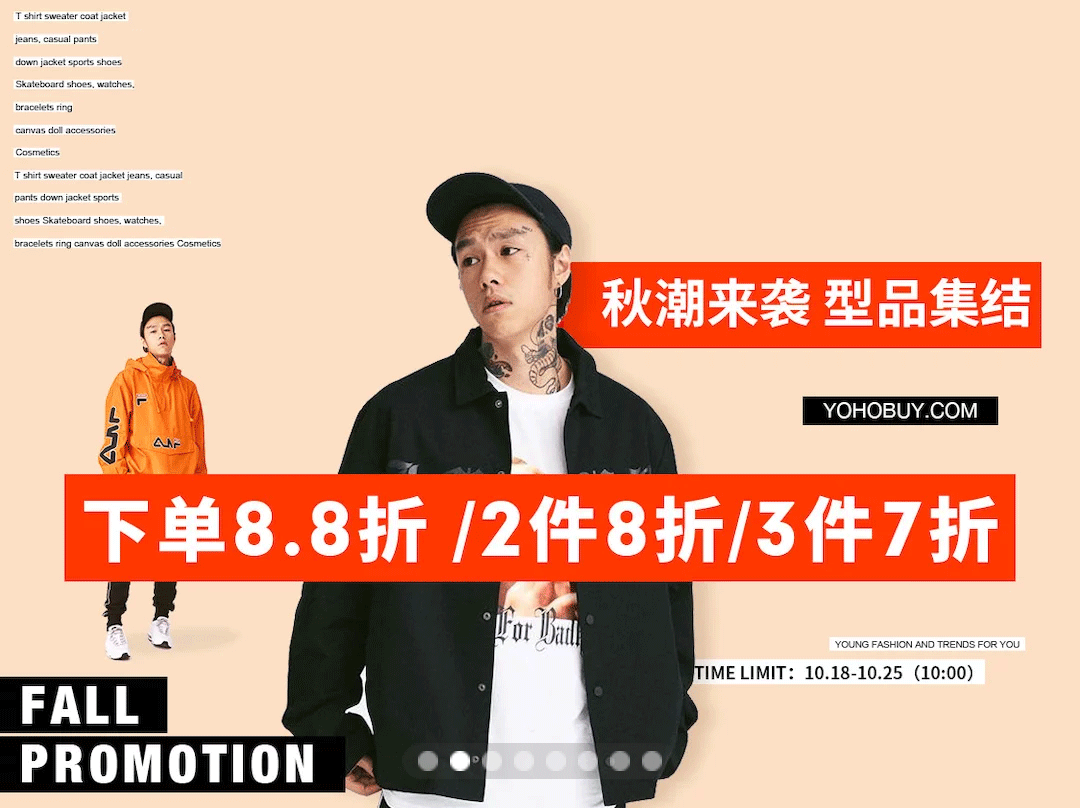 T shirt sweater coat jacket
jeans, casual pants
down jacket sports shoes
Skateboard shoes, watches,
bracelets ring
canvas doll accessories
Cosmetics
T shirt sweater coat jacket jeans, casual
pants down jacket sports
shoes Skateboard shoes, watches,
bracelets ring canvas doll accessories Cosmetics
秋潮来袭 型品集结
YOHOBUY.COM
下单8.8折 /2件8折/3件7折
For
YOUNG FASHION AND TRENDS FOR YOU
TIME LIMIT：10.18-10.25（10:00）
FALL
PROMOTION